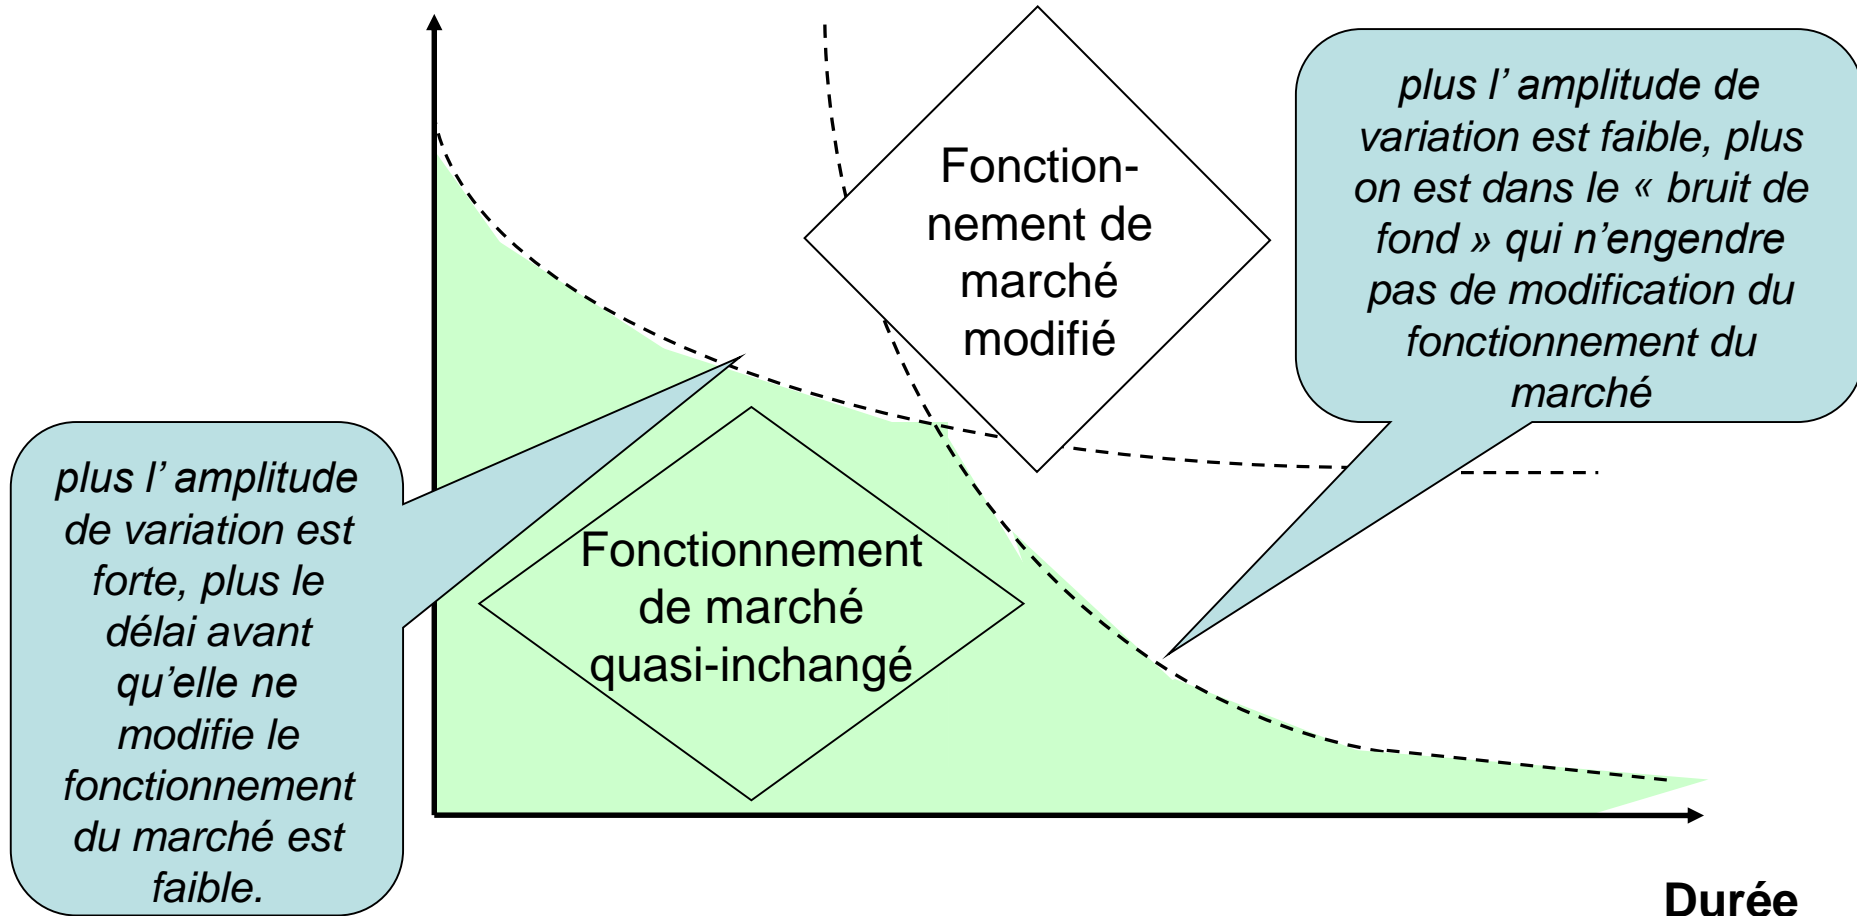 Fonction-
nement de
marché
modifié
plus l’ amplitude de
variation est faible, plus
on est dans le « bruit de
fond » qui n’engendre
pas de modification du
fonctionnement du
marché
plus l’ amplitude
de variation est
forte, plus le
délai avant
qu’elle ne
modifie le
fonctionnement
du marché est
faible.
Fonctionnement
de marché
quasi-inchangé
Durée